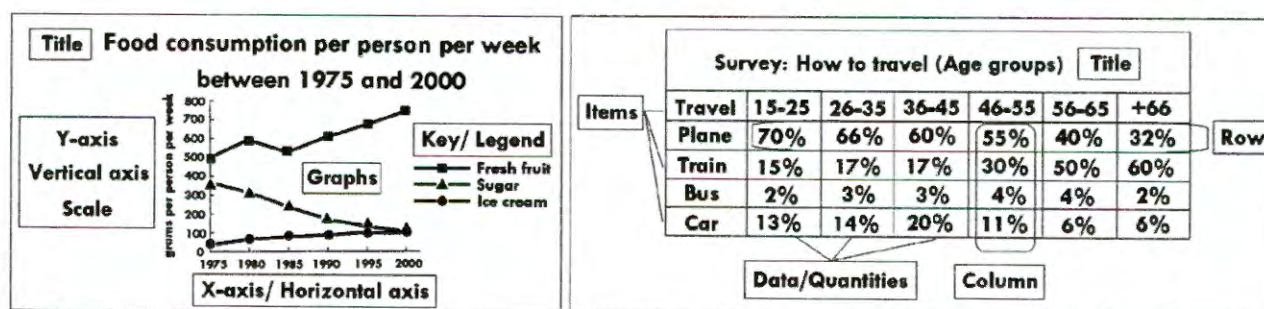 Title Food consumption per person per week
between 1975 and 2000
Y-axis
Vertical axis
Scale
grams per person per week
800
700
600
500
400
300
200
100
0
Graphs
Key/ Legend
Fresh fruit
Sugar
Ice cream
1975 1980 1985 1990 1995 2000
X-axis/ Horizontal axis
Survey: How to travel (Age groups) Title
Items
Travel 15-25 26-35 36-45 46-55 56-65 +66
Plane 70% 66% 60% 55% 40% 32% Row
Train 15% 17% 17% 30% 50% 60%
Bus 2% 3% 3% 4% 4% 2%
Car 13% 14% 20% 11% 6% 6%
Data/Quantities Column